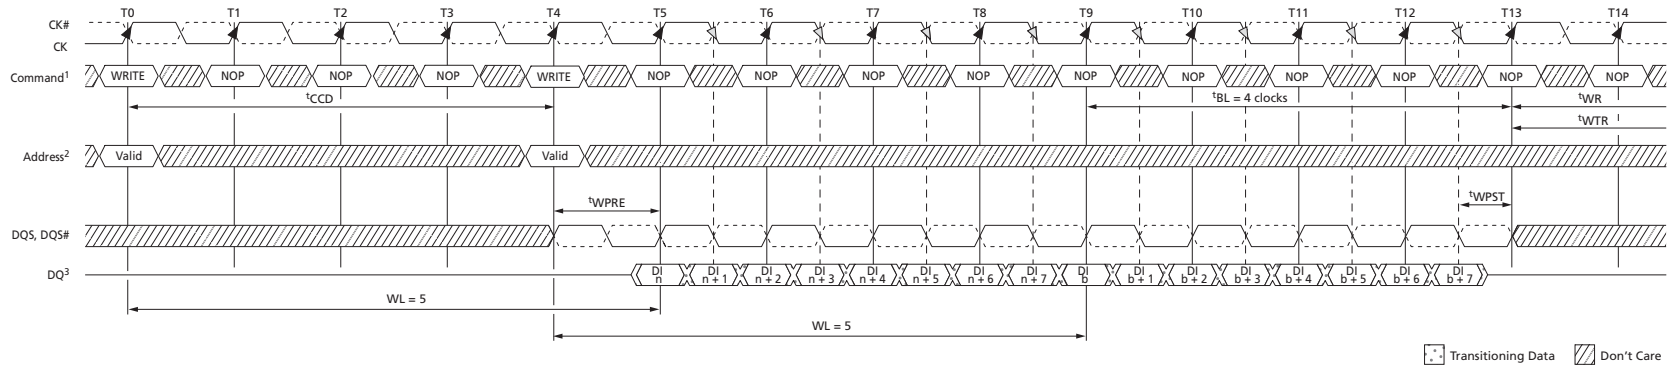 T0 T1 T2 T3 T4 T5 T6 T7 T8 T9 T10 T11 T12 T13 T14
CK#
CK
Command1 WRITE NOP NOP NOP WRITE NOP NOP NOP NOP NOP NOP NOP NOP NOP NOP
tCCD tBL = 4 clocks tWR
tWTR
Address2 Valid Valid
tWPRE tWPST
DQS, DQS#
DQ3
DI n
DI n + 1
DI n + 2
DI n + 3
DI n + 4
DI n + 5
DI n + 6
DI n + 7
DI b
DI b + 1
DI b + 2
DI b + 3
DI b + 4
DI b + 5
DI b + 6
DI b + 7
WL = 5
WL = 5
Transitioning Data Don't Care